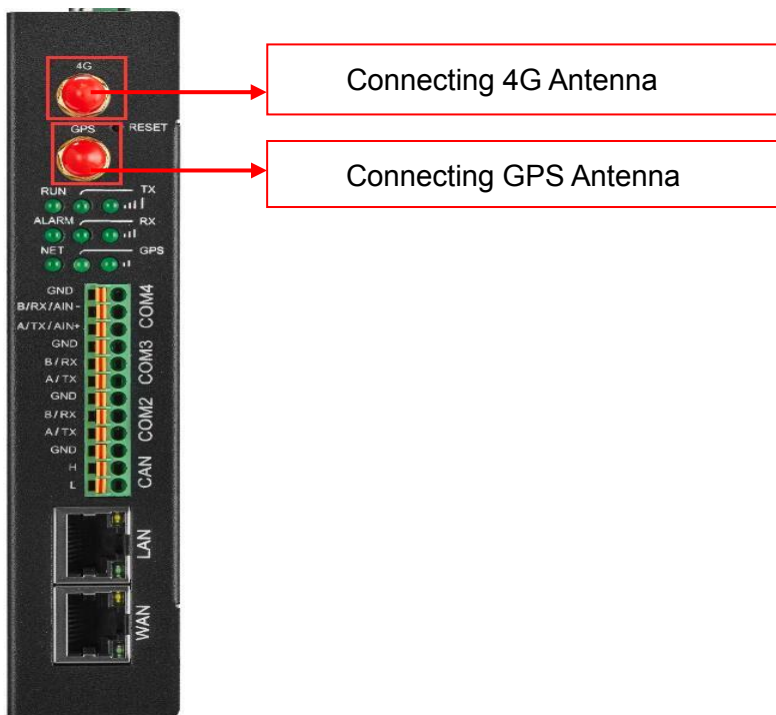 4G
Connecting 4G Antenna
GPS
RESET
Connecting GPS Antenna
RUN
TX
ALARM
RX
NET
GPS
GND
B/RX/AIN-
A/TX/AIN+
COM4
GND
B/RX
A/TX
COM3
GND
B/RX
A/TX
COM2
GND
H
L
CAN
LAN
WAN